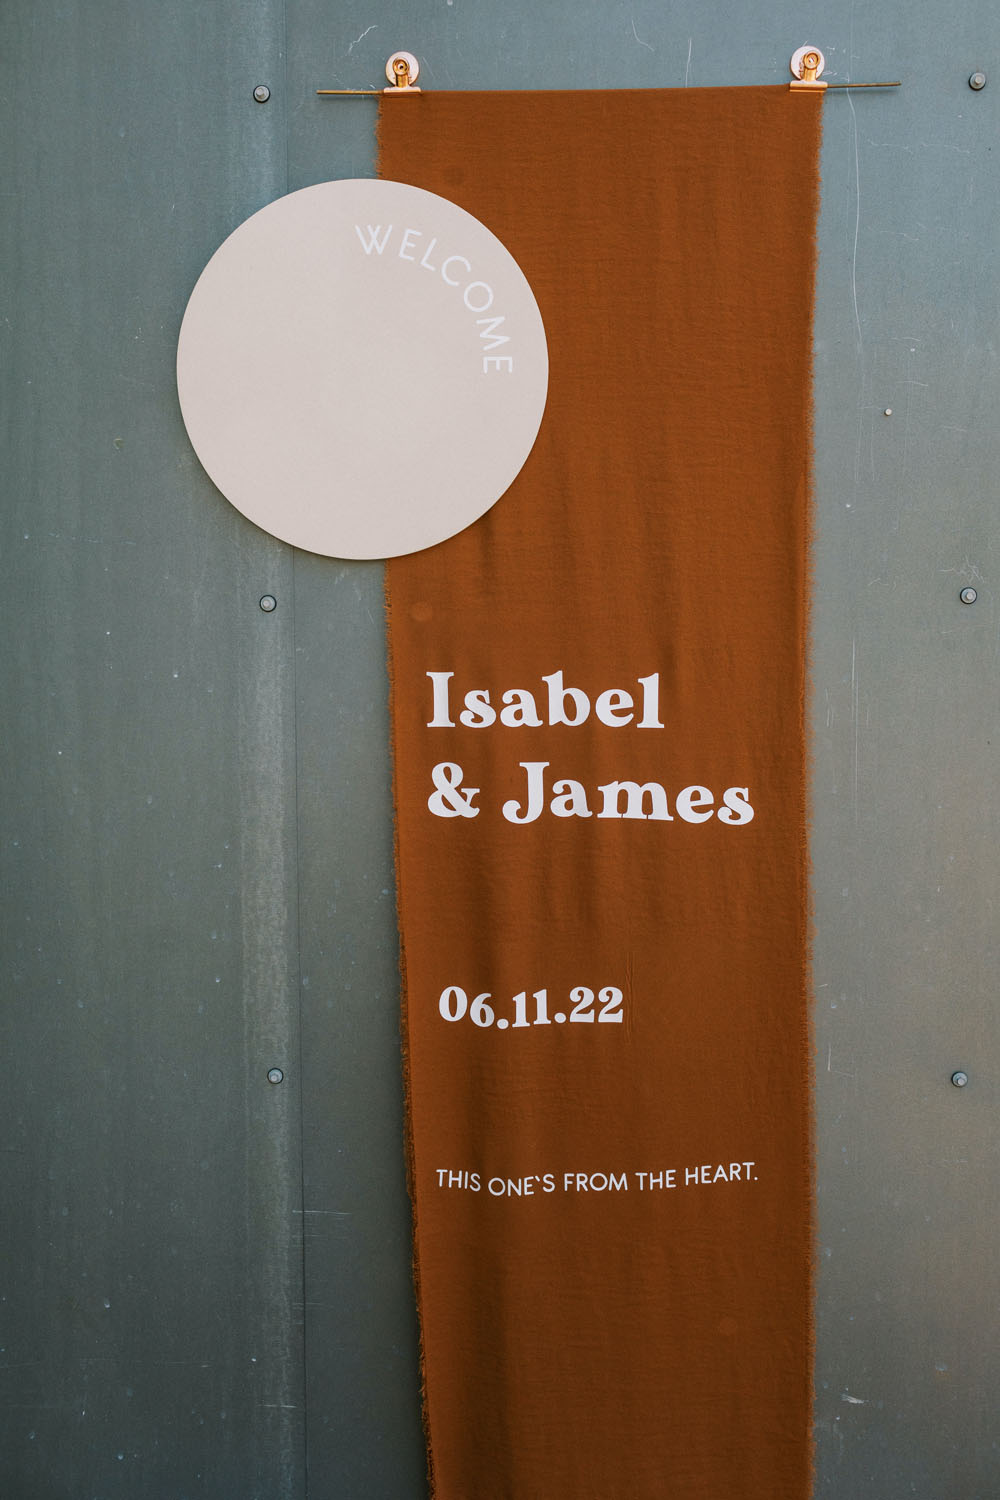 WELCOME
Isabel
& James
06.11.22
THIS ONE`S FROM THE HEART.